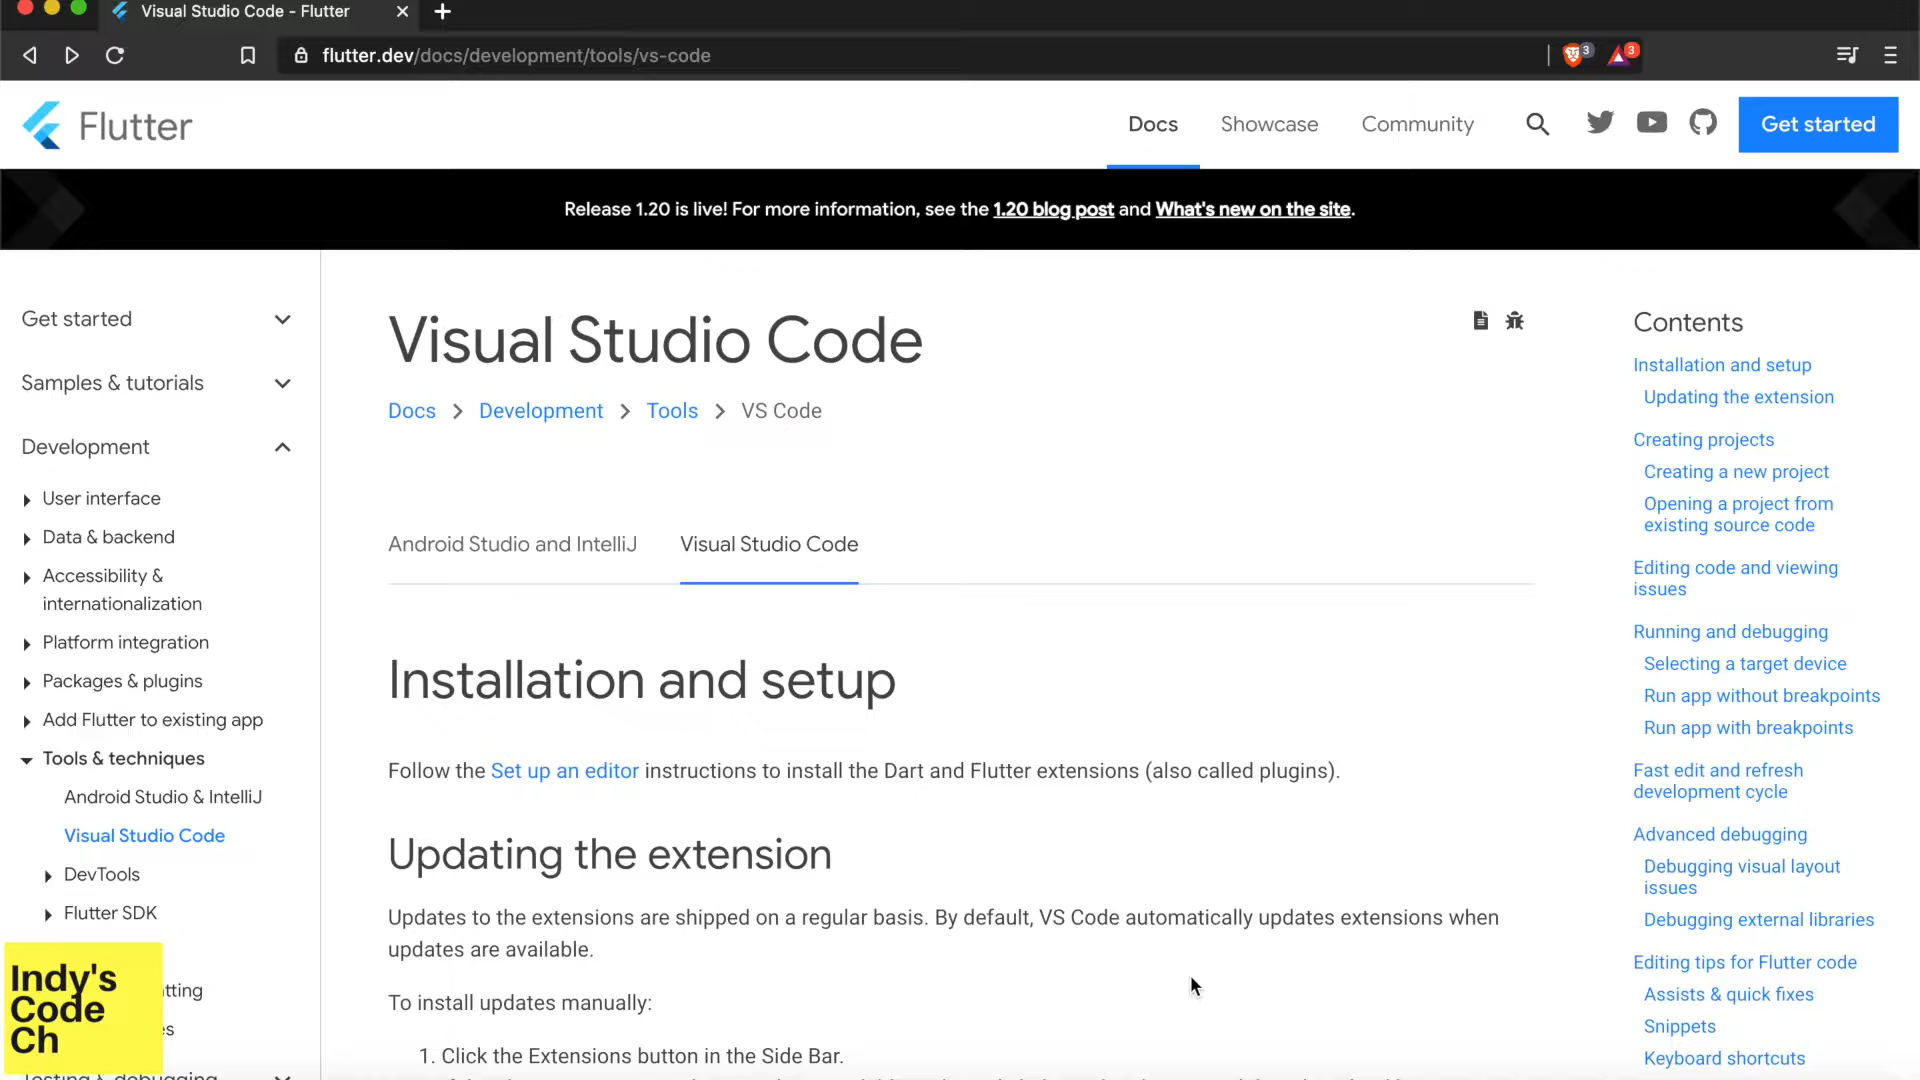 Visual Studio Code - Flutter
flutter.dev/docs/development/tools/vs-code
3
3
Flutter
Docs
Showcase
Community
Get started
Release 1.20 is live! For more information, see the 1.20 blog post and What's new on the site.
Get started
Samples & tutorials
Development
User interface
Data & backend
Accessibility &
internationalization
Platform integration
Packages & plugins
Add Flutter to existing app
Tools & techniques
Android Studio & IntelliJ
Visual Studio Code
DevTools
Flutter SDK
Indy's
Code
Ch
Visual Studio Code
Docs > Development > Tools > VS Code
Android Studio and IntelliJ
Visual Studio Code
Installation and setup
Follow the Set up an editor instructions to install the Dart and Flutter extensions (also called plugins).
Updating the extension
Updates to the extensions are shipped on a regular basis. By default, VS Code automatically updates extensions when
updates are available.
To install updates manually:
1. Click the Extensions button in the Side Bar.
Contents
Installation and setup
Updating the extension
Creating projects
Creating a new project
Opening a project from
existing source code
Editing code and viewing
issues
Running and debugging
Selecting a target device
Run app without breakpoints
Run app with breakpoints
Fast edit and refresh
development cycle
Advanced debugging
Debugging visual layout
issues
Debugging external libraries
Editing tips for Flutter code
Assists & quick fixes
Snippets
Keyboard shortcuts